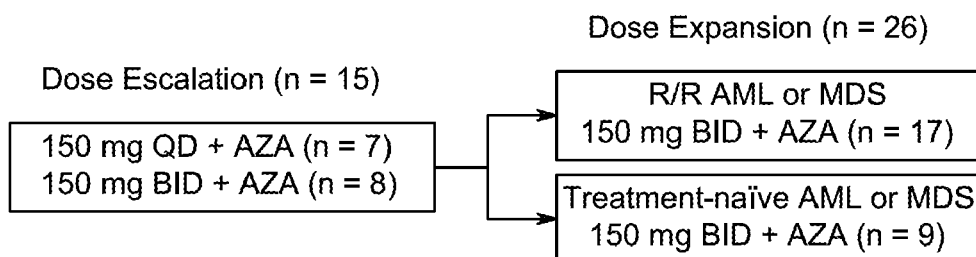 Dose Escalation (n = 15)
150 mg QD + AZA (n = 7)
150 mg BID + AZA (n = 8)
Dose Expansion (n = 26)
R/R AML or MDS
150 mg BID + AZA (n = 17)
Treatment-naïve AML or MDS
150 mg BID + AZA (n = 9)